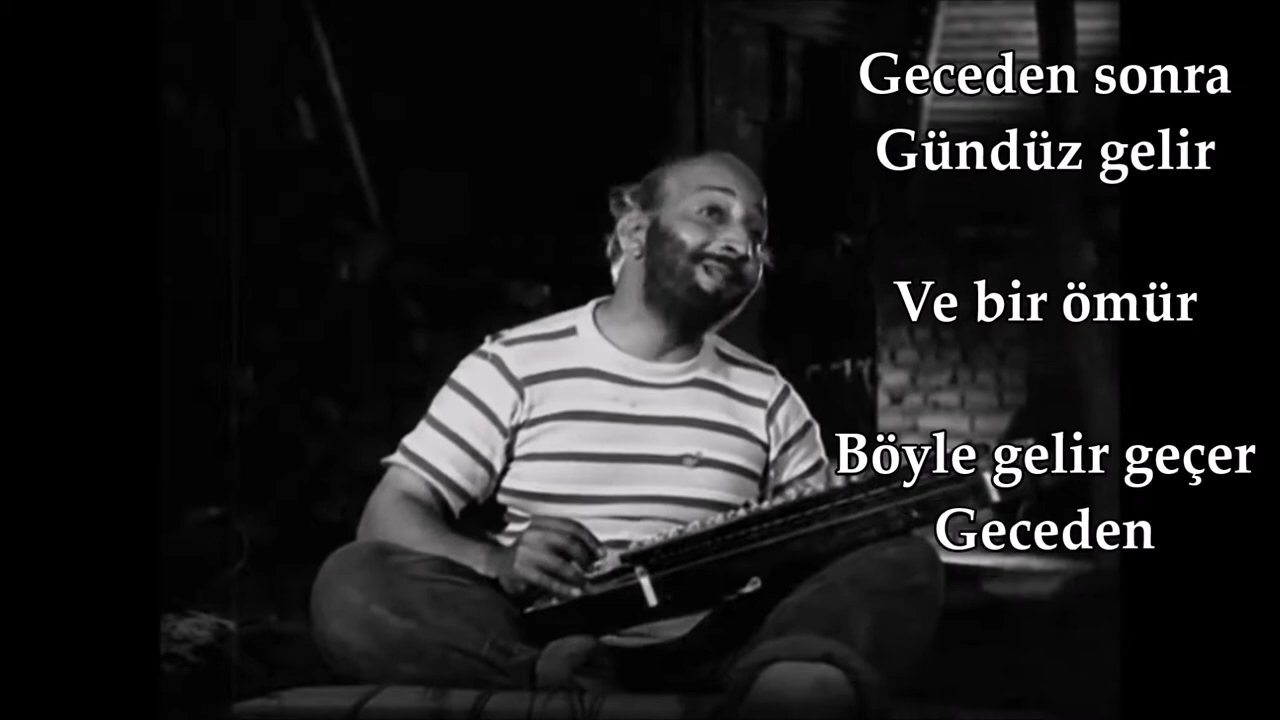 Geceden sonra
Gündüz gelir
Ve bir ömür
Böyle gelir geçer
Geceden